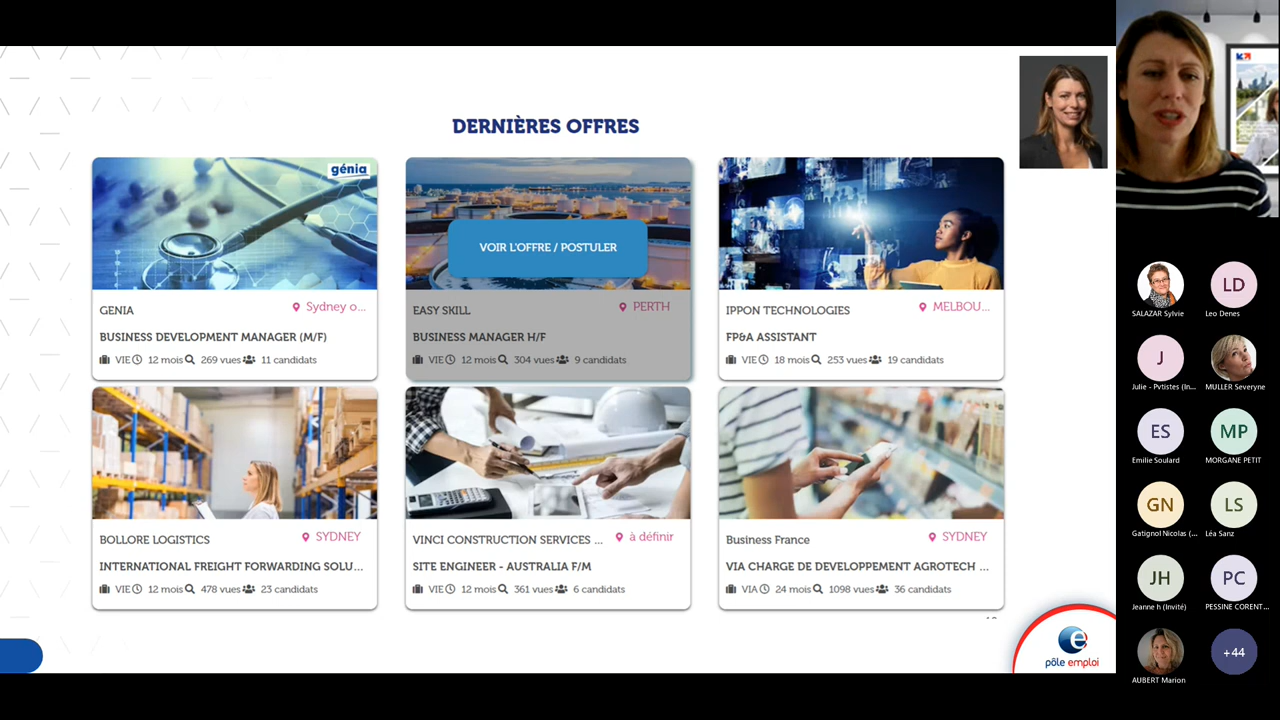 DERNIÈRES OFFRES
génia
GENIA
Sydney o...
BUSINESS DEVELOPMENT MANAGER (M/F)
VIE 12 mois 269 vues 11 candidats
VOIR L'OFFRE / POSTULER
EASY SKILL
PERTH
BUSINESS MANAGER H/F
VIE 12 mois 304 vues 9 candidats
IPPON TECHNOLOGIES
MELBOU...
FP&A ASSISTANT
VIE 18 mois 253 vues 19 candidats
BOLLORE LOGISTICS
SYDNEY
INTERNATIONAL FREIGHT FORWARDING SOLU...
VIE 12 mois 478 vues 23 candidats
VINCI CONSTRUCTION SERVICES ...
à définir
SITE ENGINEER - AUSTRALIA F/M
VIE 12 mois 361 vues 6 candidats
Business France
SYDNEY
VIA CHARGE DE DEVELOPPEMENT AGROTECH ...
VIA 24 mois 1098 vues 36 candidats
e
pôle emploi
SALAZAR Sylvie
LD
Leo Denes
J
Julie - Pvtistes (In...
MULLER Severyne
ES
Emilie Soulard
MP
MORGANE PETIT
GN
Gatignol Nicolas (...
LS
Léa Sanz
JH
Jeanne h (Invité)
PC
PESSINE CORENT...
AUBERT Marion
+44